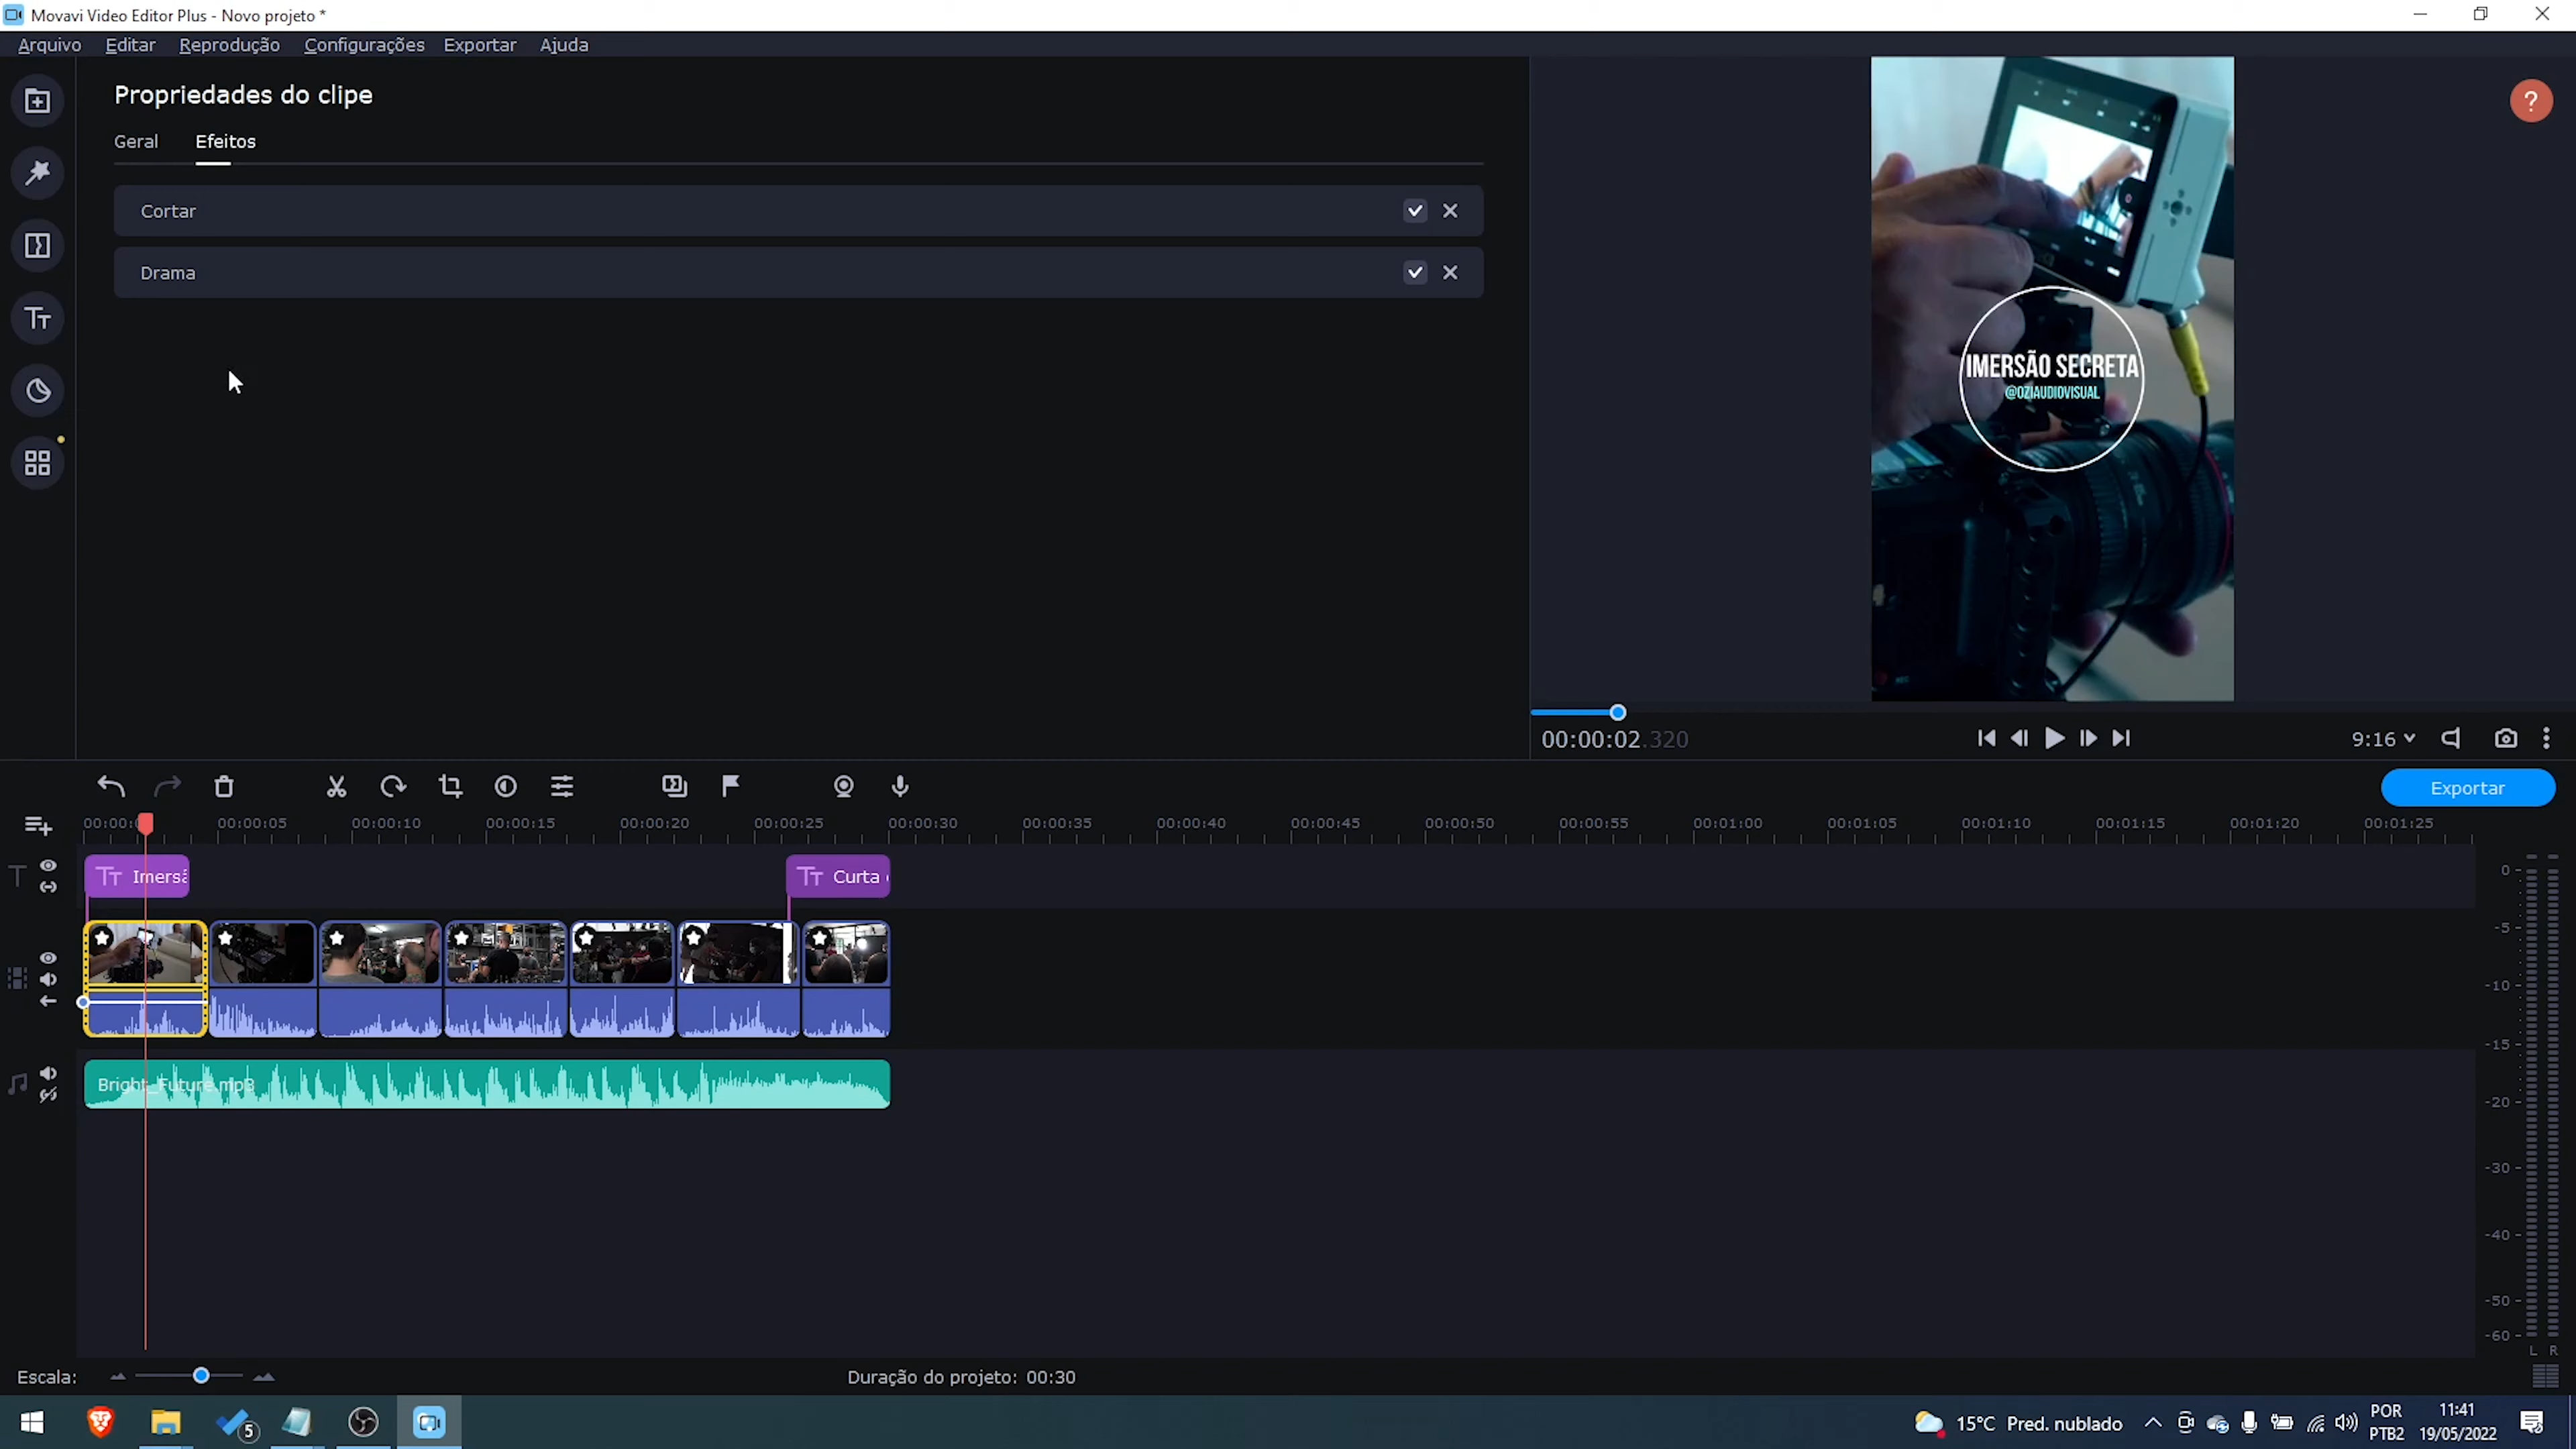 Movavi Video Editor Plus - Novo projeto *
Arquivo Editar Reprodução Configurações Exportar Ajuda
Propriedades do clipe
Geral Efeitos
Cortar
Drama
?
IMERSÃO SECRETA
@OZIAUDIOVISUAL
00:00:02.320
9:16
Exportar
00:00:0 00:00:05 00:00:10 00:00:15 00:00:20 00:00:25 00:00:30 00:00:35 00:00:40 00:00:45 00:00:50 00:00:55 00:01:00 00:01:05 00:01:10 00:01:15 00:01:20 00:01:25
Tт Imersã
Tт Curta
Bright_Future.mp3
0
-5
-10
-15
-20
-30
-40
-50
-60
L R
Escala:
Duração do projeto: 00:30
5
15°C Pred. nublado
POR
PTB2
11:41
19/05/2022